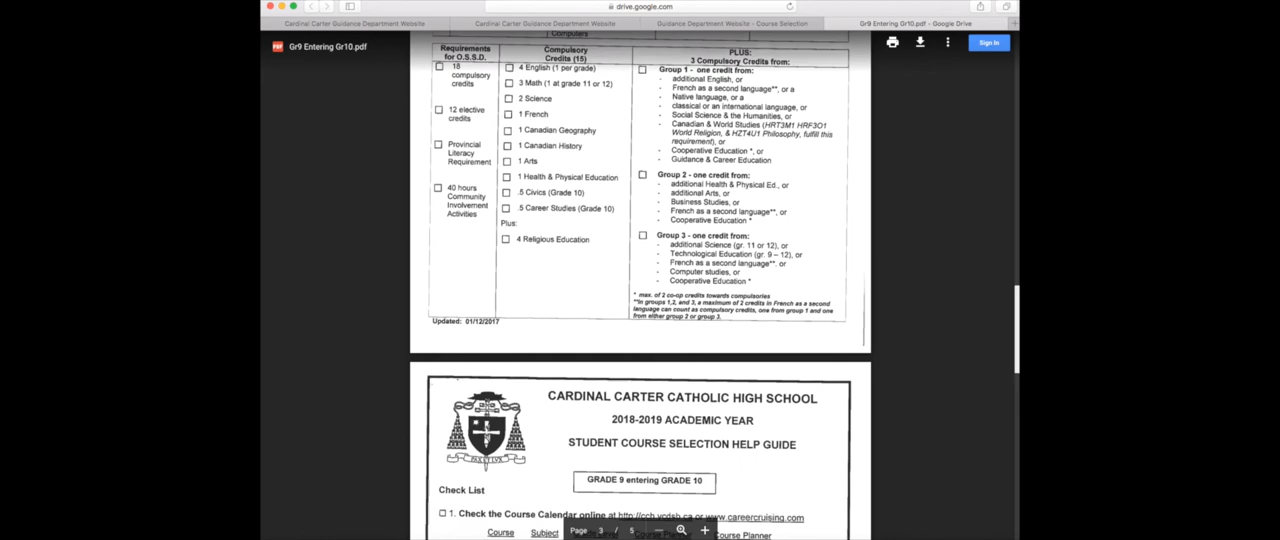 drive.google.com
Cardinal Carter Guidance Department Website
Cardinal Carter Guidance Department Website
Guidance Department Website - Course Selection
Gr9 Entering Gr10.pdf - Google Drive
Gr9 Entering Gr10.pdf
Sign In
Computers
Requirements
for O.S.S.D.
18
compulsory
credits
12 elective
credits
Provincial
Literacy
Requirement
40 hours
Community
Involvement
Activities
Compulsory
Credits (15)
4 English (1 per grade)
3 Math (1 at grade 11 or 12)
2 Science
1 French
1 Canadian Geography
1 Canadian History
1 Arts
1 Health & Physical Education
.5 Civics (Grade 10)
.5 Career Studies (Grade 10)
Plus:
4 Religious Education
PLUS:
3 Compulsory Credits from:
Group 1 - one credit from:
- additional English, or
- French as a second language**, or a
- Native language, or a
- classical or an international language, or
- Social Science & the Humanities, or
- Canadian & World Studies (HRT3M1 HRF3O1
World Religion, & HZT4U1 Philosophy, fulfill this
requirement), or
- Cooperative Education *, or
- Guidance & Career Education
Group 2 - one credit from:
- additional Health & Physical Ed., or
- additional Arts, or
- Business Studies, or
- French as a second language**, or
- Cooperative Education *
Group 3 - one credit from:
- additional Science (gr. 11 or 12), or
- Technological Education (gr. 9 – 12), or
- French as a second language**. or
- Computer studies, or
- Cooperative Education *
* max. of 2 co-op credits towards compulsories
**In groups 1,2, and 3, a maximum of 2 credits in French as a second
language can count as compulsory credits, one from group 1 and one
from either group 2 or group 3.
Updated: 01/12/2017
CARDINAL CARTER CATHOLIC HIGH SCHOOL
2018-2019 ACADEMIC YEAR
STUDENT COURSE SELECTION HELP GUIDE
GRADE 9 entering GRADE 10
Check List
1. Check the Course Calendar online at http://cch.ycdsb.ca or www.careercruising.com
Course Subject Course Planner
Page 3 / 5